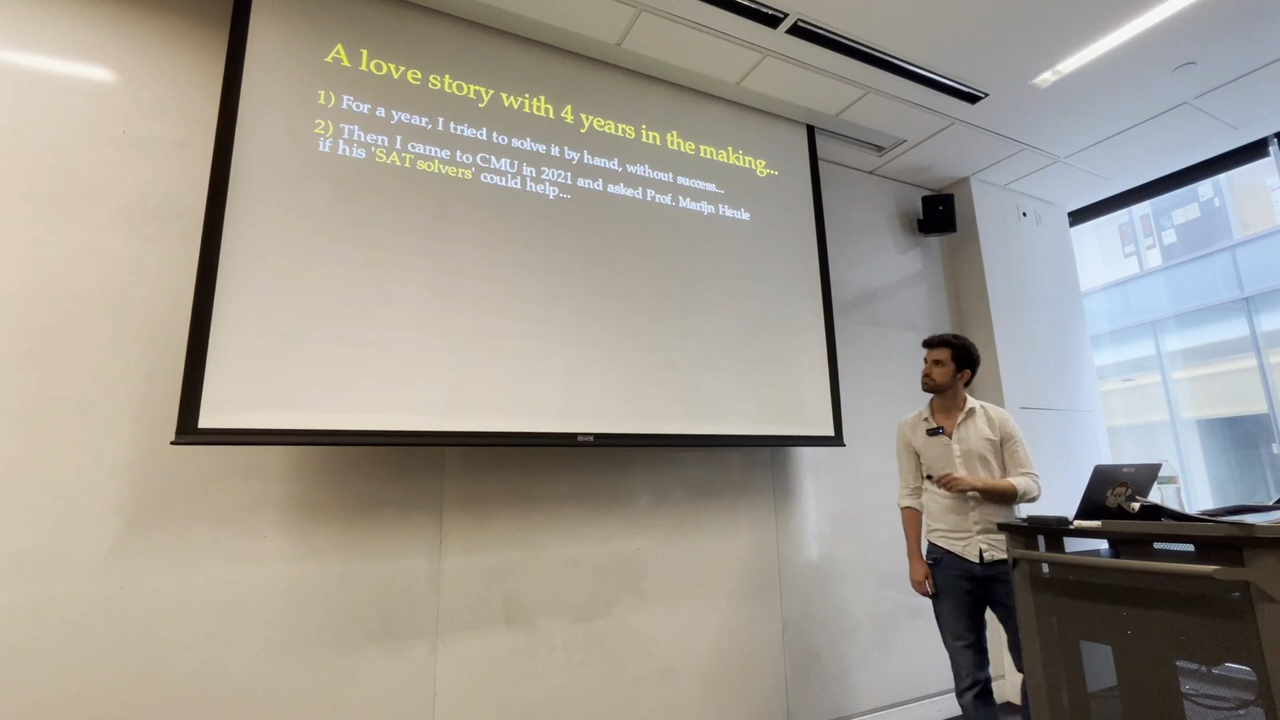 A love story with 4 years in the making...
1) For a year, I tried to solve it by hand, without success...
2) Then I came to CMU in 2021 and asked Prof. Marijn Heule
if his 'SAT solvers' could help...